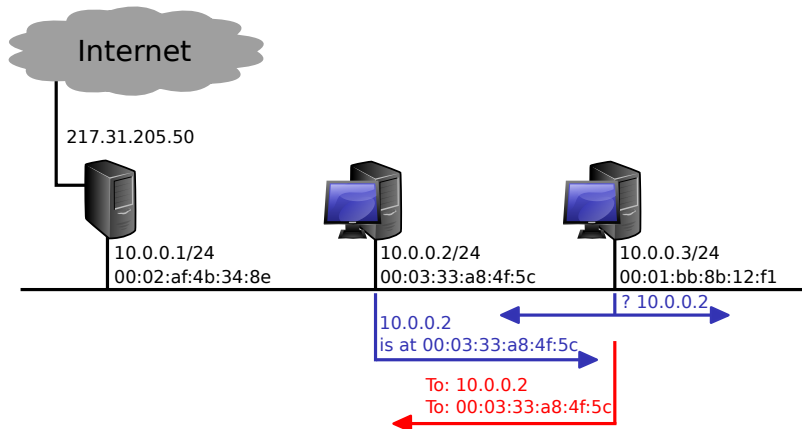 Internet
217.31.205.50
10.0.0.1/24
00:02:af:4b:34:8e
10.0.0.2/24
00:03:33:a8:4f:5c
10.0.0.3/24
00:01:bb:8b:12:f1
? 10.0.0.2
10.0.0.2
is at 00:03:33:a8:4f:5c
To: 10.0.0.2
To: 00:03:33:a8:4f:5c